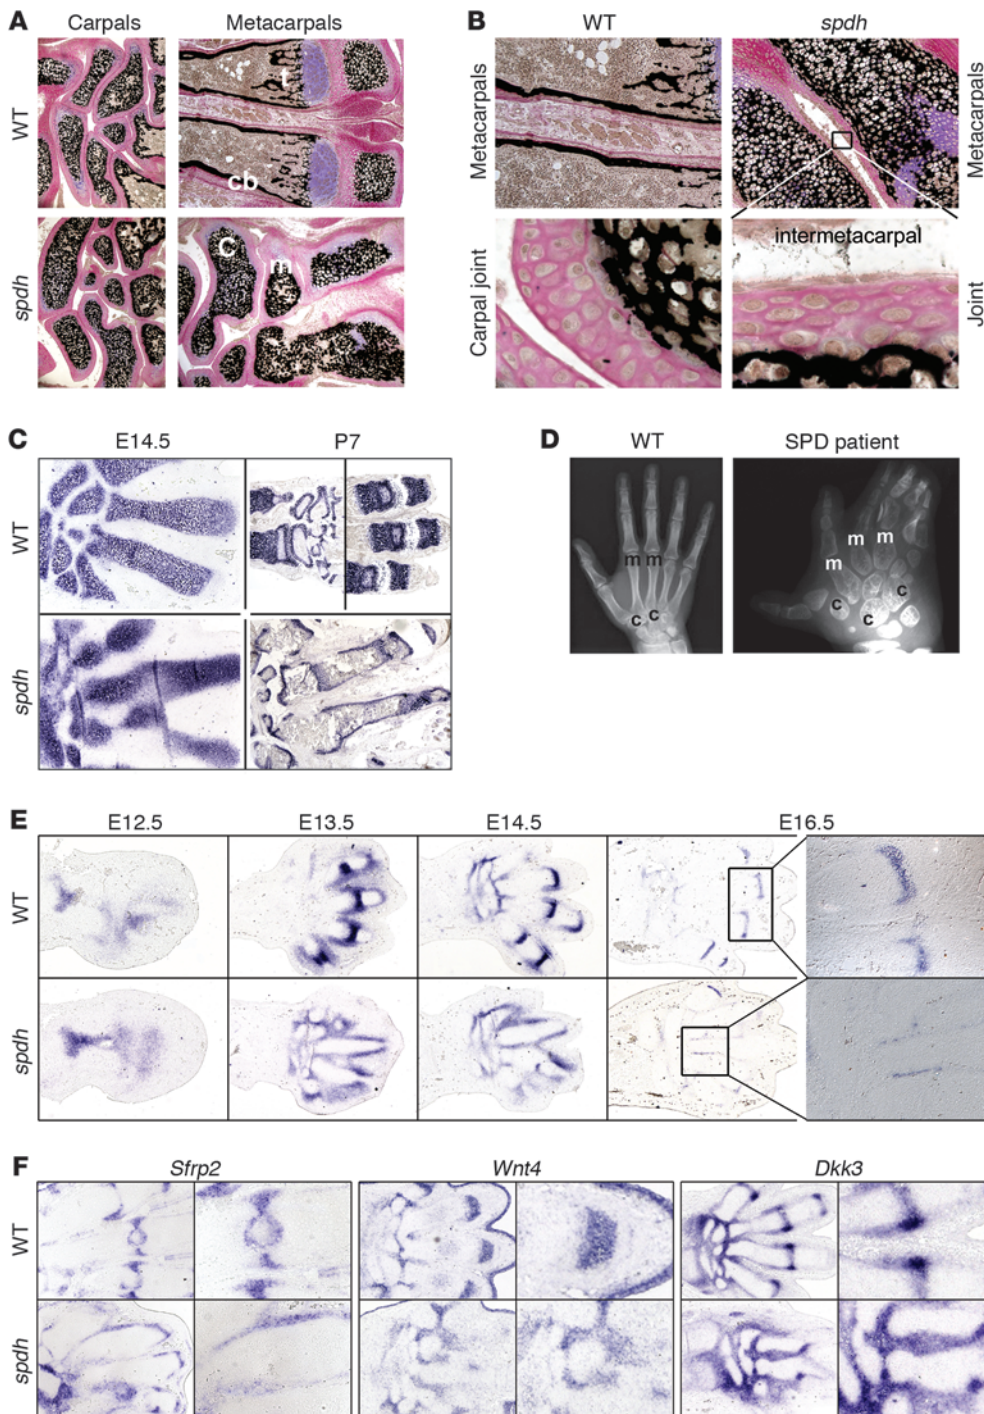 A
Carpals Metacarpals
WT
t
cb
spdh
c
m
B
WT spdh
Metacarpals
Metacarpals
Carpal joint
intermetacarpal
Joint
C
E14.5 P7
WT
spdh
D
WT SPD patient
m m
c c
m m m
c c c
E
E12.5 E13.5 E14.5 E16.5
WT
spdh
F
Sfrp2 Wnt4 Dkk3
WT
spdh